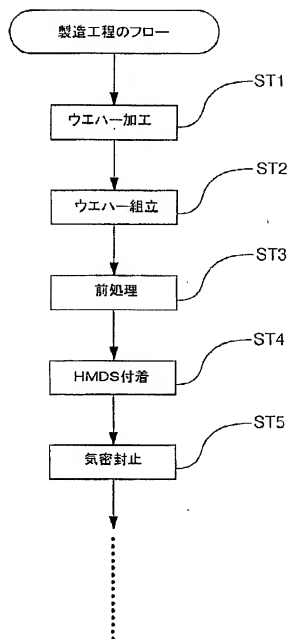 製造工程のフロー
ST1
ウエハー加工
ST2
ウエハー組立
ST3
前処理
ST4
HMDS付着
ST5
気密封止